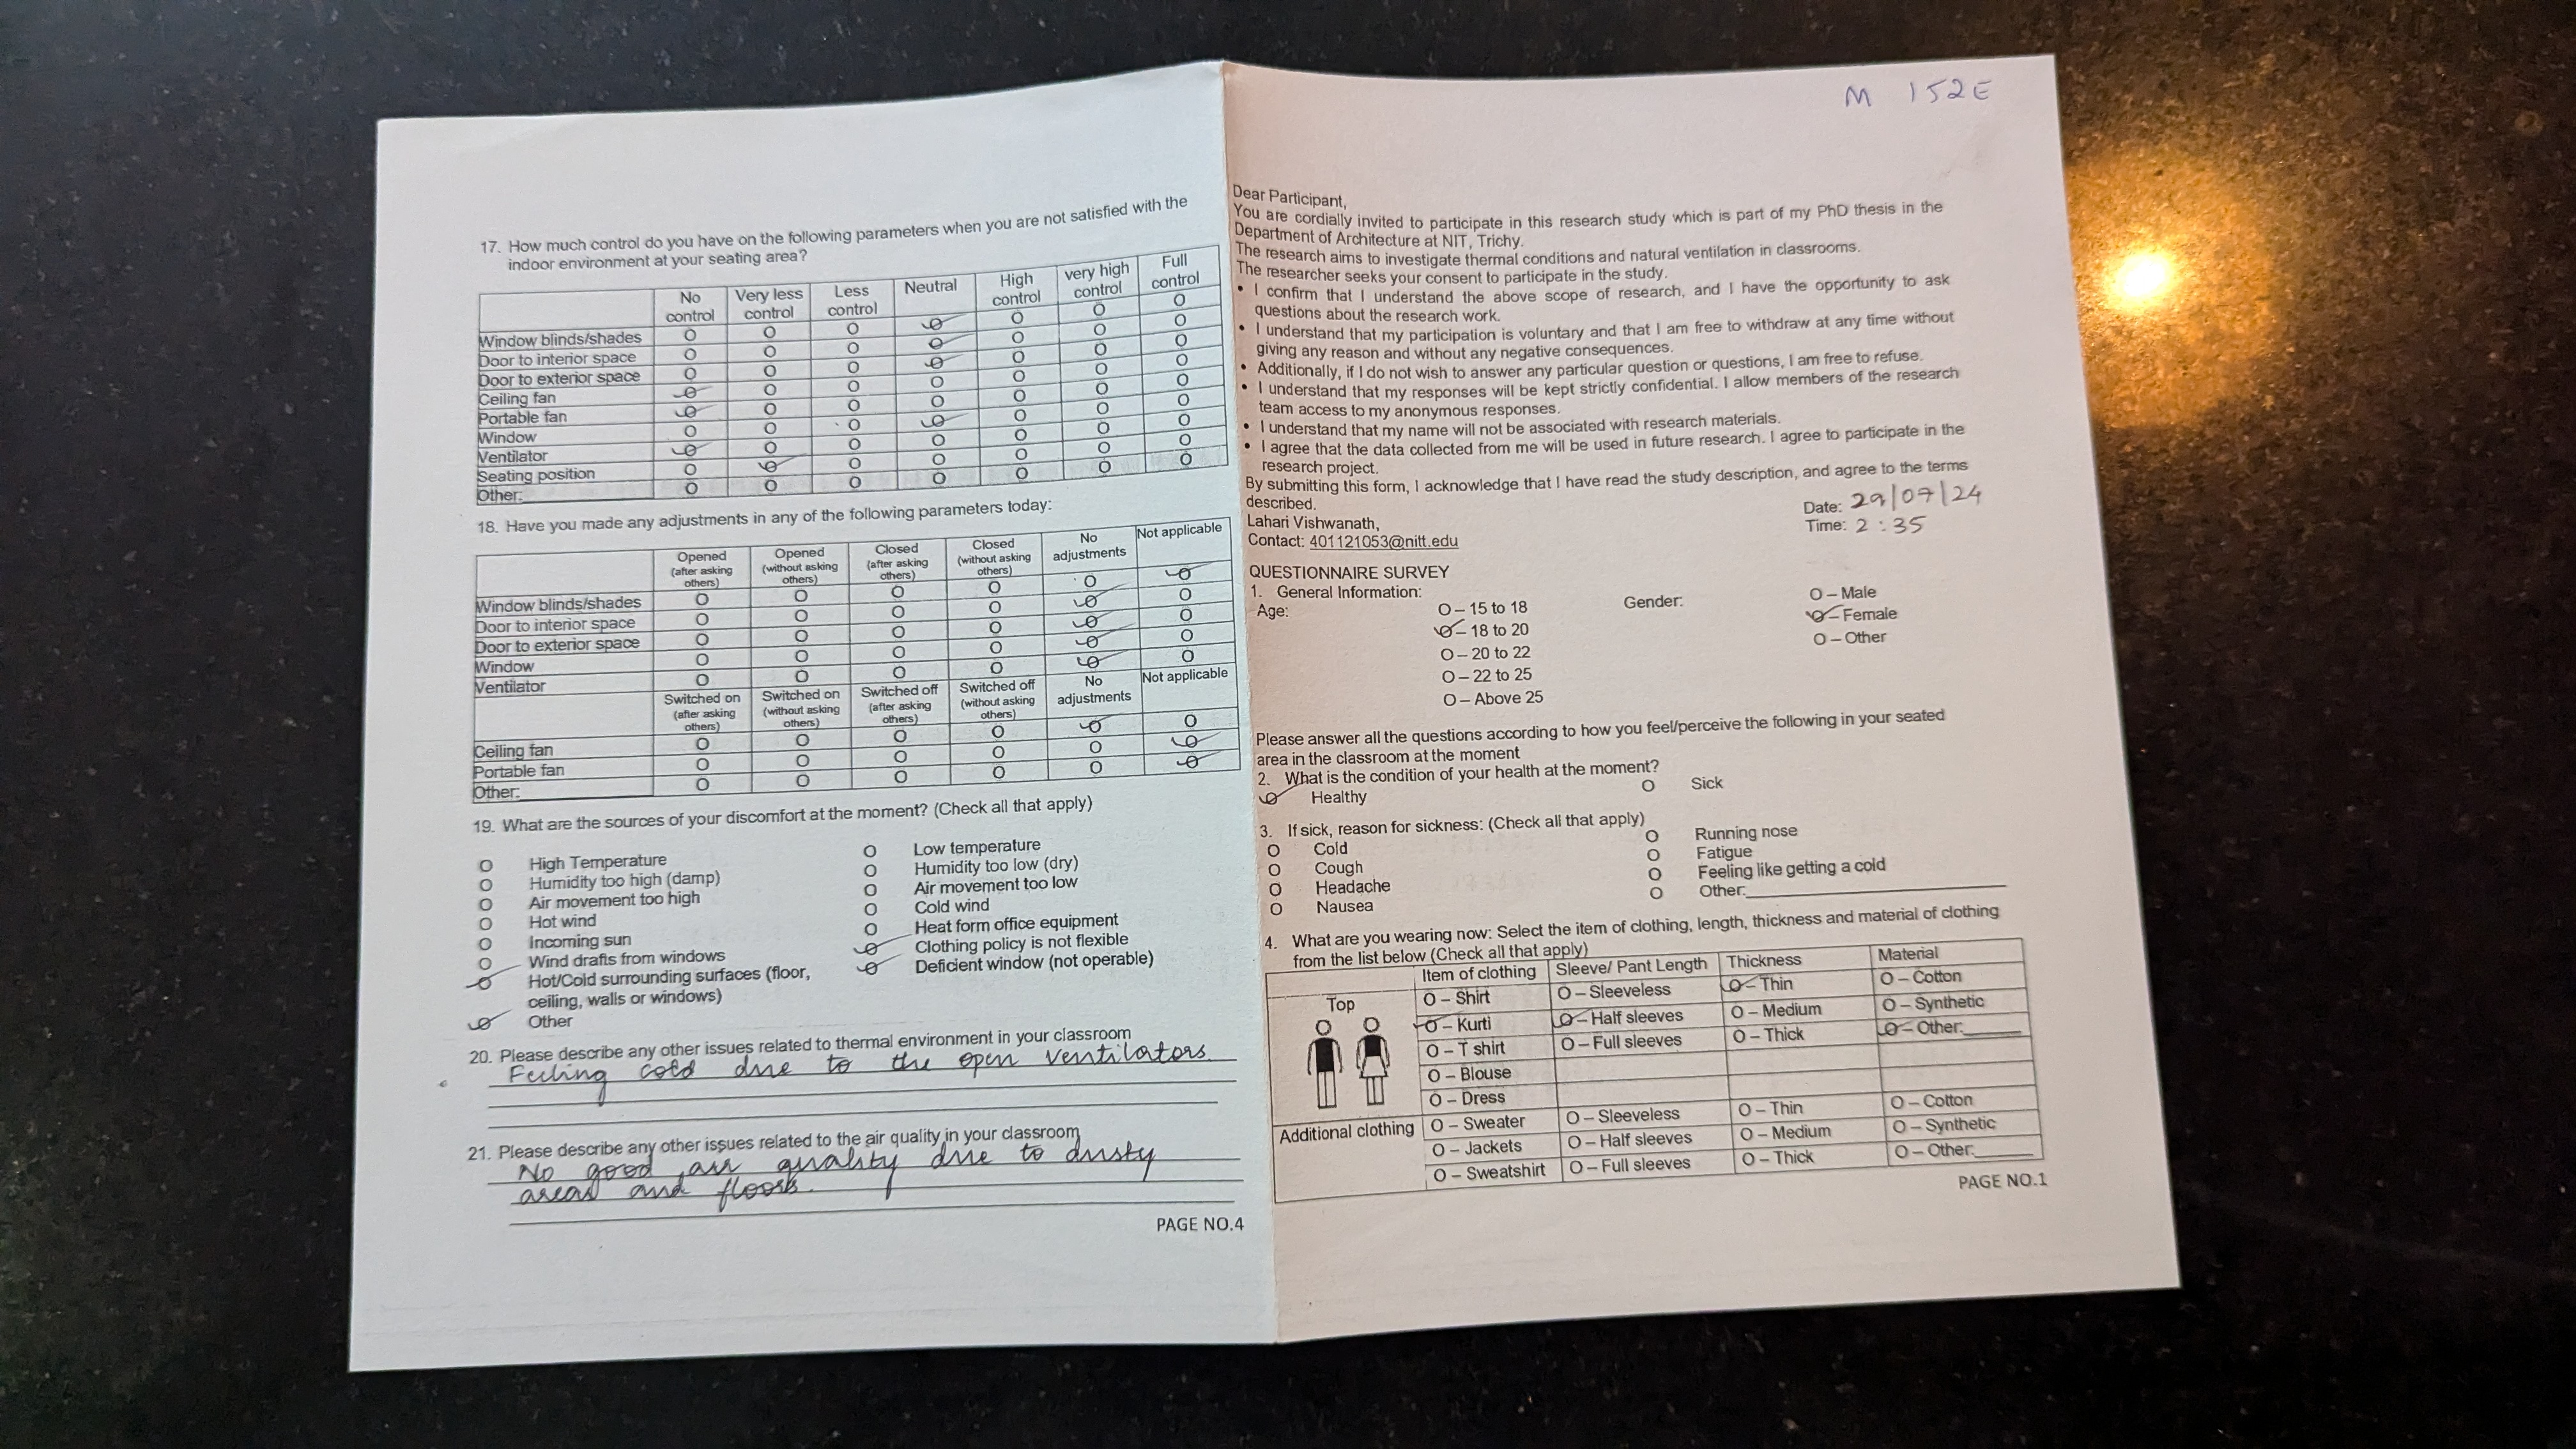 17. How much control do you have on the following parameters when you are not satisfied with the
indoor environment at your seating area?
No control Very less control Less control Neutral High control very high control Full control
Window blinds/shades O O O O O O O
Door to interior space O O O O O O O
Door to exterior space O O O O O O O
Ceiling fan O O O O O O O
Portable fan O O O O O O O
Window O O O O O O O
Ventilator O O O O O O O
Seating position O O O O O O O
Other: O O O O O O O
18. Have you made any adjustments in any of the following parameters today:
Opened (after asking others) Opened (without asking others) Closed (after asking others) Closed (without asking others) No adjustments Not applicable
Window blinds/shades O O O O O O
Door to interior space O O O O O O
Door to exterior space O O O O O O
Window O O O O O O
Ventilator O O O O O O
Switched on (after asking others) Switched on (without asking others) Switched off (after asking others) Switched off (without asking others) No adjustments Not applicable
Ceiling fan O O O O O O
Portable fan O O O O O O
Other: O O O O O O
19. What are the sources of your discomfort at the moment? (Check all that apply)
O High Temperature
O Humidity too high (damp)
O Air movement too high
O Hot wind
O Incoming sun
O Wind drafts from windows
O Hot/Cold surrounding surfaces (floor,
ceiling, walls or windows)
O Other
O Low temperature
O Humidity too low (dry)
O Air movement too low
O Cold wind
O Heat form office equipment
O Clothing policy is not flexible
O Deficient window (not operable)
20. Please describe any other issues related to thermal environment in your classroom
Feeling cold due to the open ventilators
21. Please describe any other issues related to the air quality in your classroom
No good air quality due to dusty
areas and floors.
PAGE NO.4
M 152E
Dear Participant,
You are cordially invited to participate in this research study which is part of my PhD thesis in the
Department of Architecture at NIT, Trichy.
The research aims to investigate thermal conditions and natural ventilation in classrooms.
The researcher seeks your consent to participate in the study.
• I confirm that I understand the above scope of research, and I have the opportunity to ask
questions about the research work.
• I understand that my participation is voluntary and that I am free to withdraw at any time without
giving any reason and without any negative consequences.
• Additionally, if I do not wish to answer any particular question or questions, I am free to refuse.
• I understand that my responses will be kept strictly confidential. I allow members of the research
team access to my anonymous responses.
• I understand that my name will not be associated with research materials.
• I agree that the data collected from me will be used in future research. I agree to participate in the
research project.
By submitting this form, I acknowledge that I have read the study description, and agree to the terms
described.
Lahari Vishwanath,
Contact: 401121053@nitt.edu
Date: 29/07/24
Time: 2:35
QUESTIONNAIRE SURVEY
1. General Information:
Age:
O – 15 to 18
O – 18 to 20
O – 20 to 22
O – 22 to 25
O – Above 25
Gender:
O – Male
O – Female
O – Other
Please answer all the questions according to how you feel/perceive the following in your seated
area in the classroom at the moment
2. What is the condition of your health at the moment?
O Healthy O Sick
3. If sick, reason for sickness: (Check all that apply)
O Cold O Running nose
O Cough O Fatigue
O Headache O Feeling like getting a cold
O Nausea O Other:
4. What are you wearing now: Select the item of clothing, length, thickness and material of clothing
from the list below (Check all that apply)
Item of clothing Sleeve/ Pant Length Thickness Material
Top O – Shirt O – Sleeveless O – Thin O – Cotton
O – Kurti O – Half sleeves O – Medium O – Synthetic
O – T shirt O – Full sleeves O – Thick O – Other:
O – Blouse
O – Dress
Additional clothing O – Sweater O – Sleeveless O – Thin O – Cotton
O – Jackets O – Half sleeves O – Medium O – Synthetic
O – Sweatshirt O – Full sleeves O – Thick O – Other:
PAGE NO.1